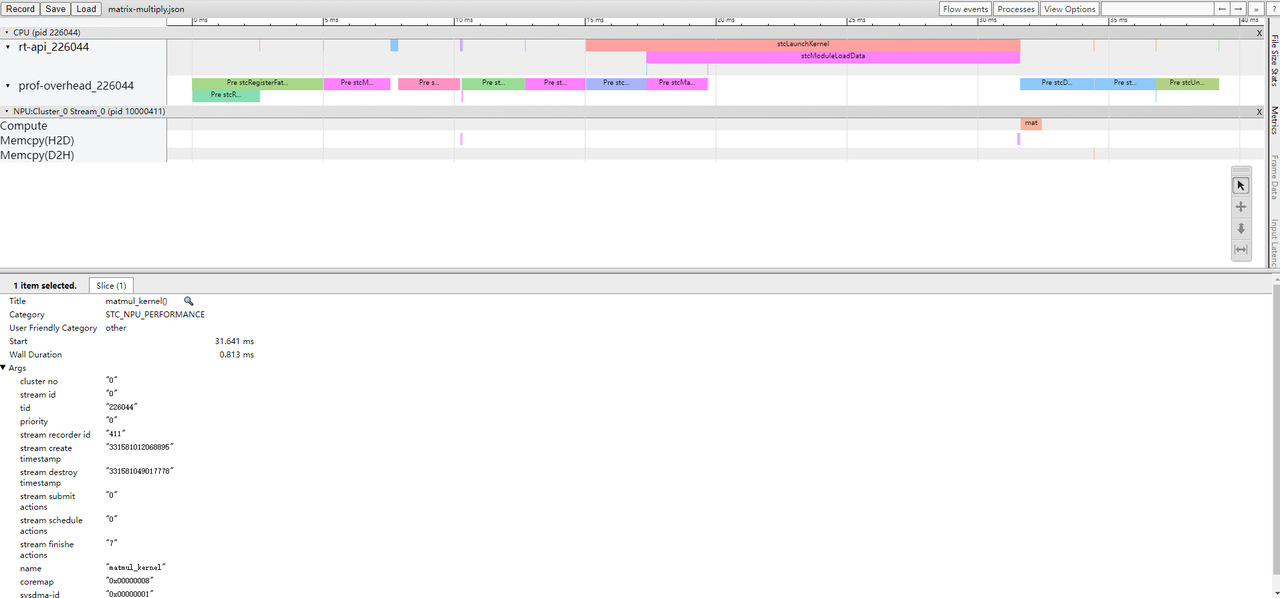 Record Save Load matrix-multiply.json Flow events Processes View Options ← → » ?
0 ms 5 ms 10 ms 15 ms 20 ms 25 ms 30 ms 35 ms 40 ms
CPU (pid 226044) X
rt-api_226044 stcLaunchKernel
stcModuleLoadData
prof-overhead_226044 Pre stcRegisterFat... Pre stcM... Pre s... Pre st... Pre st... Pre stc... Pre stcMa... Pre stcD... Pre st... Pre stcUn...
Pre stcR...
NPU:Cluster_0 Stream_0 (pid 10000411) X
Compute mat
Memcpy(H2D)
Memcpy(D2H)
File Size Stats
Metrics
Frame Data
Input Latenc
1 item selected. Slice (1)
Title matmul_kernel()
Category STC_NPU_PERFORMANCE
User Friendly Category other
Start 31.641 ms
Wall Duration 0.813 ms
Args
cluster no "0"
stream id "0"
tid "226044"
priority "0"
stream recorder id "411"
stream create "331581012068895"
timestamp
stream destroy "331581049017778"
timestamp
stream submit "0"
actions
stream schedule "0"
actions
stream finishe "7"
actions
name "matmul_kernel"
coremap "0x00000008"
sysdma-id "0x00000001"